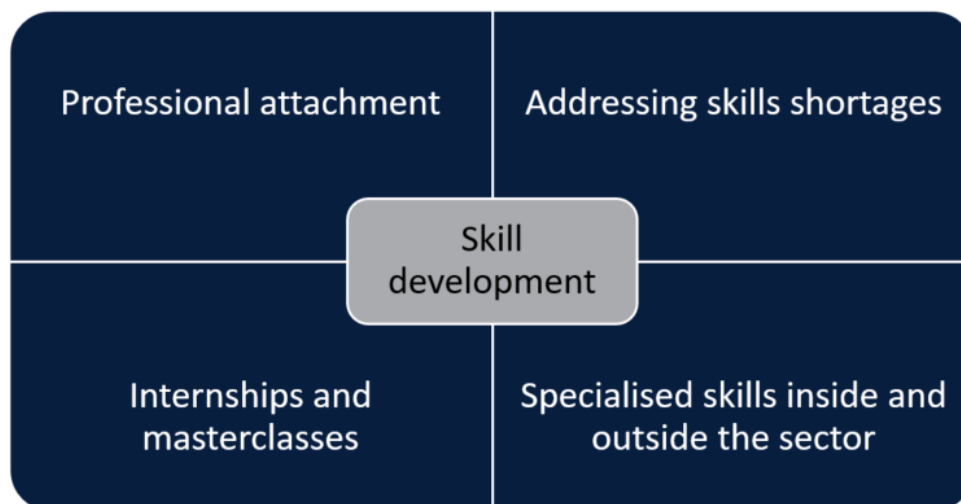 Professional attachment
Addressing skills shortages
Skill
development
Internships and
masterclasses
Specialised skills inside and
outside the sector